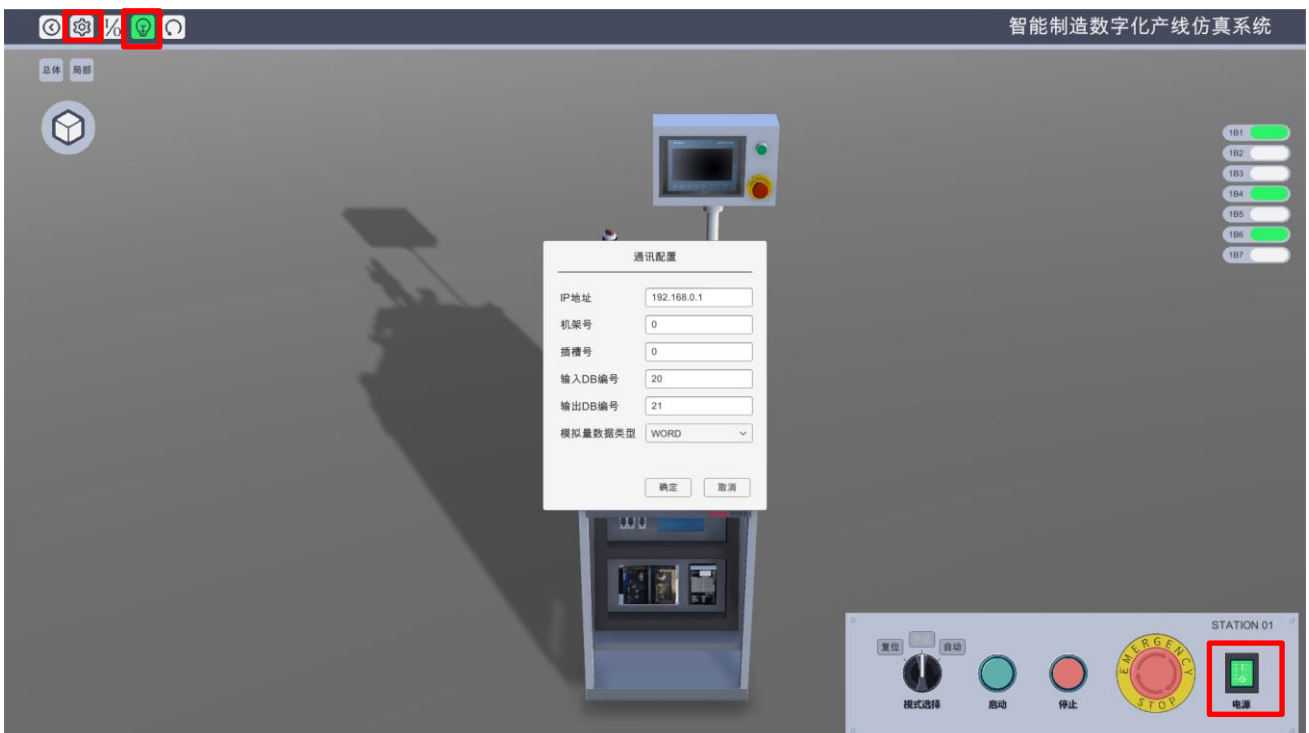 1/0
智能制造数字化产线仿真系统
总体
局部
1B1
1B2
1B3
1B4
1B5
1B6
1B7
通讯配置
IP地址 192.168.0.1
机架号 0
插槽号 0
输入DB编号 20
输出DB编号 21
模拟量数据类型 WORD
确定
取消
STATION 01
复位
自动
EMERGENCY
STOP
模式选择
启动
停止
电源